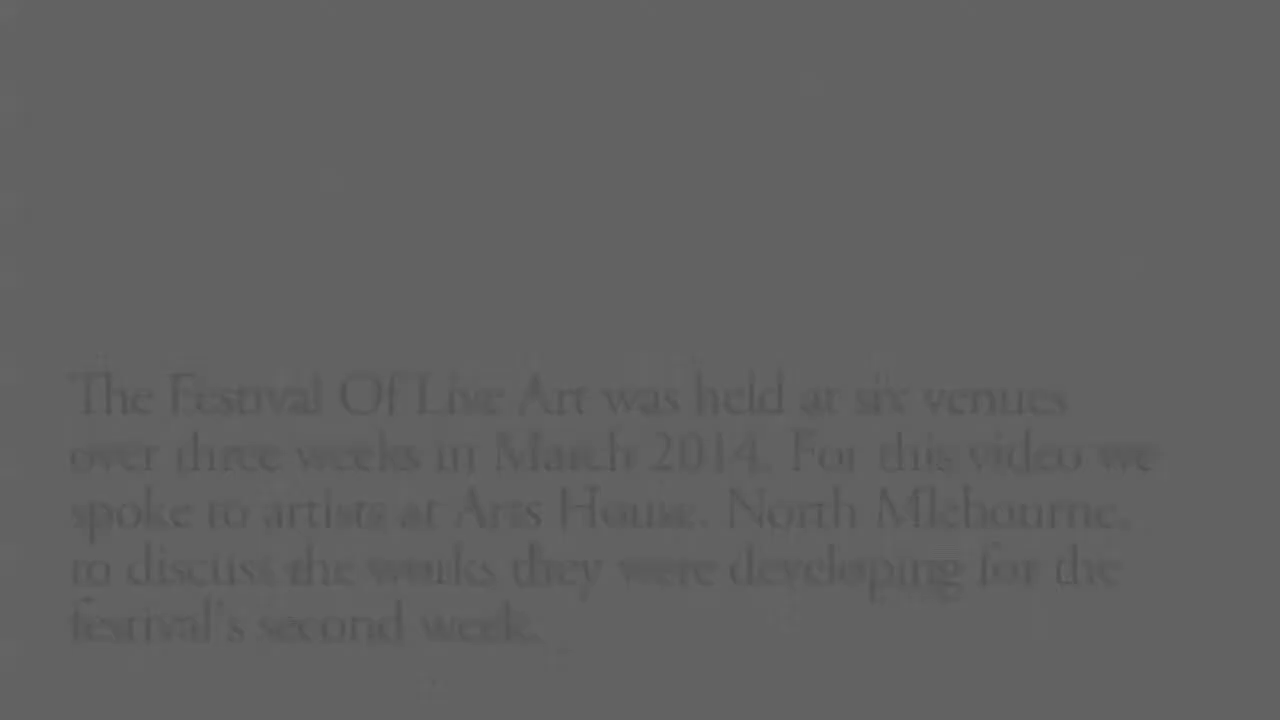 The Festival Of Live Art was held at six venues
over three weeks in March 2014. For this video we
spoke to artists at Arts House, North Mlebourne,
to discuss the works they were developing for the
festival's second week.